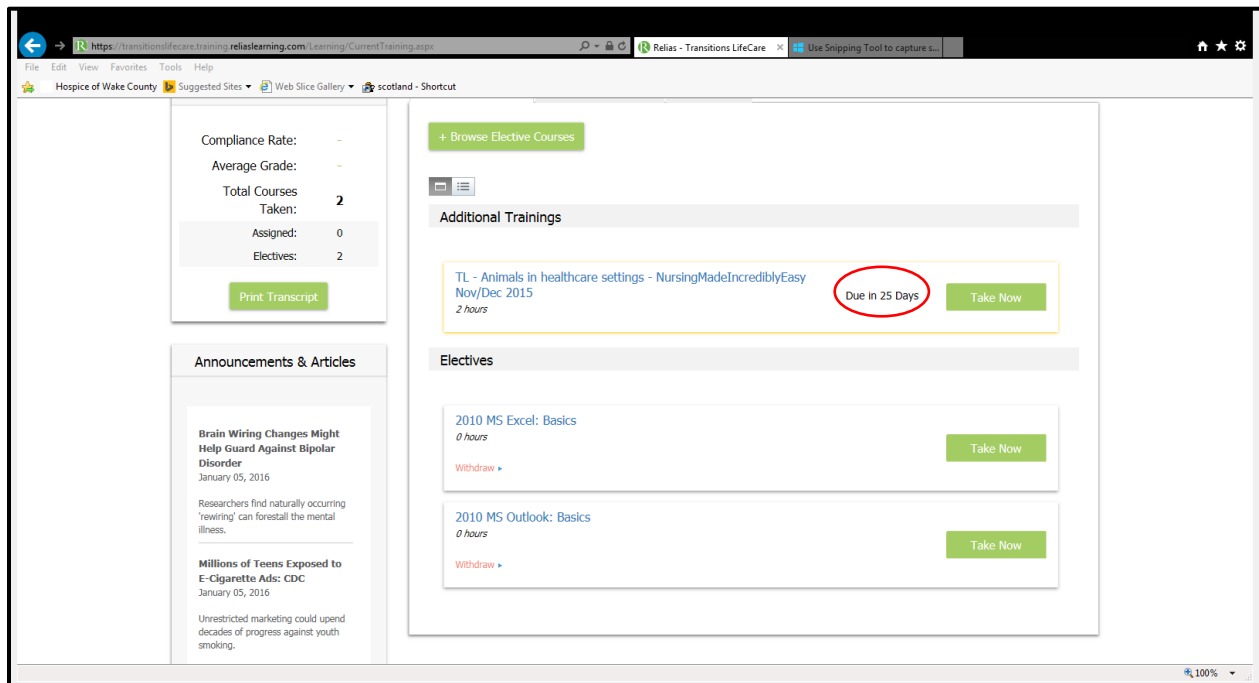 https://transitionslifecare.training.reliaslearning.com/Learning/CurrentTraining.aspx
Relias - Transitions LifeCare
Use Snipping Tool to capture s...
File Edit View Favorites Tools Help
Hospice of Wake County Suggested Sites Web Slice Gallery scotland - Shortcut
Compliance Rate: -
Average Grade: -
Total Courses
Taken: 2
Assigned: 0
Electives: 2
Print Transcript
Announcements & Articles
Brain Wiring Changes Might
Help Guard Against Bipolar
Disorder
January 05, 2016
Researchers find naturally occurring
'rewiring' can forestall the mental
illness.
Millions of Teens Exposed to
E-Cigarette Ads: CDC
January 05, 2016
Unrestricted marketing could upend
decades of progress against youth
smoking.
+ Browse Elective Courses
Additional Trainings
TL - Animals in healthcare settings - NursingMadeIncrediblyEasy
Nov/Dec 2015
2 hours
Due in 25 Days
Take Now
Electives
2010 MS Excel: Basics
0 hours
Withdraw
Take Now
2010 MS Outlook: Basics
0 hours
Withdraw
Take Now
100%